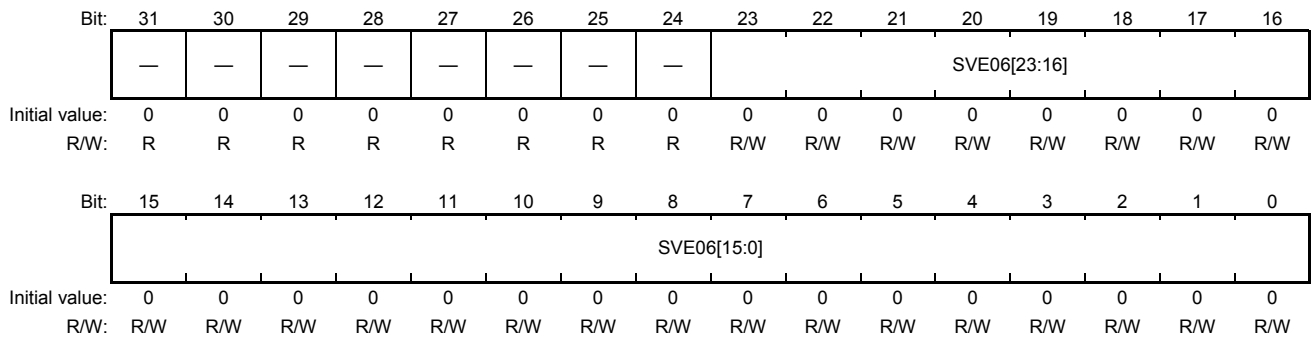 Bit: 31 30 29 28 27 26 25 24 23 22 21 20 19 18 17 16
— — — — — — — — SVE06[23:16]
Initial value: 0 0 0 0 0 0 0 0 0 0 0 0 0 0 0 0
R/W: R R R R R R R R R/W R/W R/W R/W R/W R/W R/W R/W
Bit: 15 14 13 12 11 10 9 8 7 6 5 4 3 2 1 0
SVE06[15:0]
Initial value: 0 0 0 0 0 0 0 0 0 0 0 0 0 0 0 0
R/W: R/W R/W R/W R/W R/W R/W R/W R/W R/W R/W R/W R/W R/W R/W R/W R/W